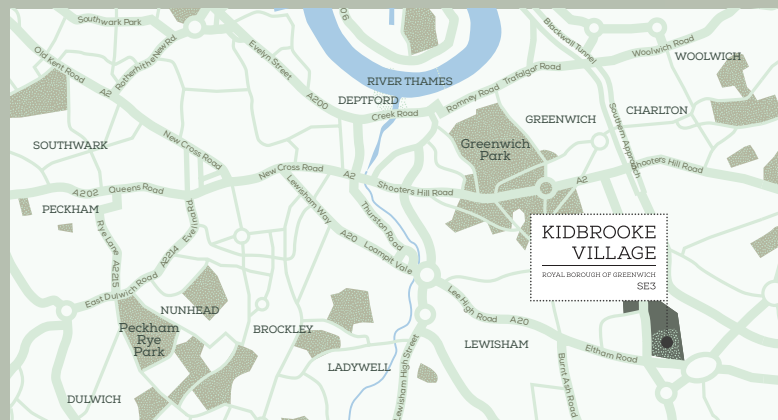 Southwark Park
Old Kent Road
A2
Rotherhithe New Rd
Evelyn Street
A200
RIVER THAMES
DEPTFORD
Creek Road
Romney Road
Trafalgar Road
Blackwall Tunnel
Woolwich Road
WOOLWICH
CHARLTON
GREENWICH
Southern Approach
SOUTHWARK
New Cross Road
New Cross Road
A2
Greenwich
Park
Shooters Hill Road
A2
Shooters Hill Road
A202
Queens Road
PECKHAM
Rye Lane
A2215
A2214
Lewisham Way
A20
Loompit Vale
Thurston Road
KIDBROOKE
VILLAGE
ROYAL BOROUGH OF GREENWICH
SE3
East Dulwich Road
NUNHEAD
Peckham
Rye
Park
BROCKLEY
LADYWELL
Lewisham High Street
Lee High Road
A20
LEWISHAM
Eltham Road
Burnt Ash Road
DULWICH